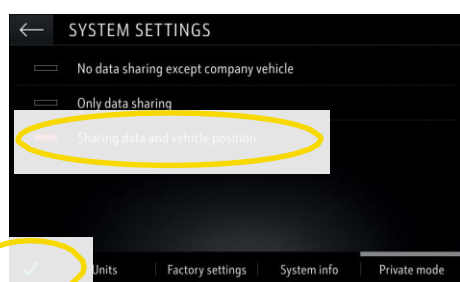 SYSTEM SETTINGS
No data sharing except company vehicle
Only data sharing
Sharing data and vehicle position
Units Factory settings System info Private mode